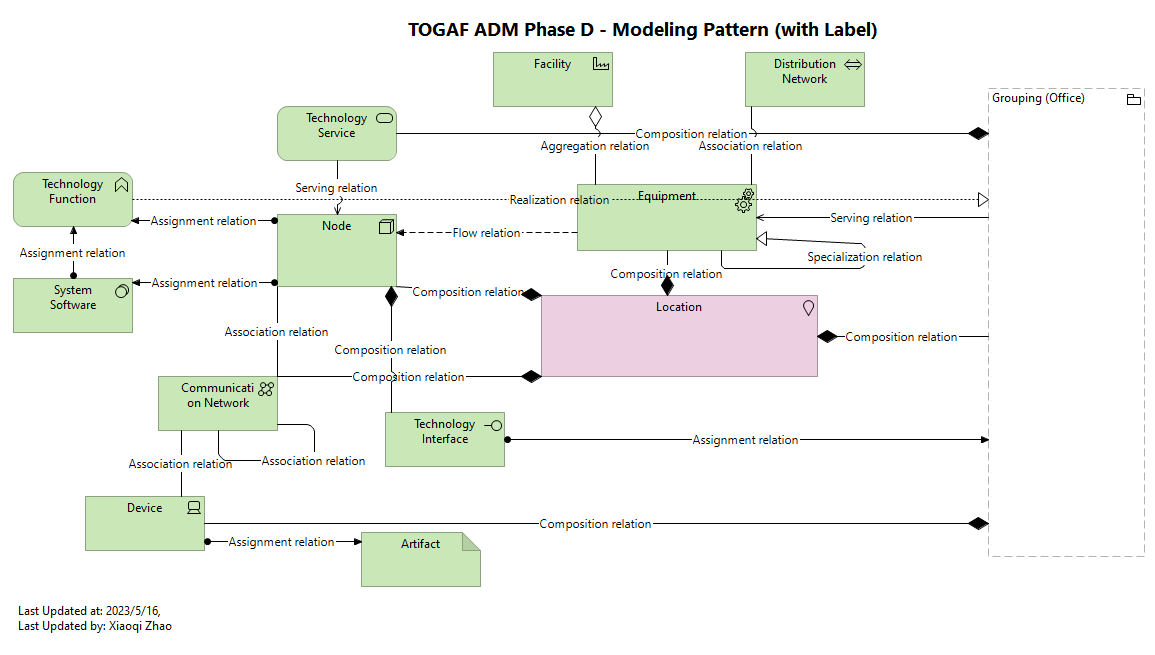 TOGAF ADM Phase D - Modeling Pattern (with Label)
Facility
Distribution
Network
Grouping (Office)
Technology
Service
Composition relation
Aggregation relation
Association relation
Technology
Function
Serving relation
Realization relation
Equipment
Assignment relation
Node
Flow relation
Serving relation
Assignment relation
Specialization relation
Composition relation
System
Software
Assignment relation
Composition relation
Location
Association relation
Composition relation
Composition relation
Composition relation
Communicati
on Network
Technology
Interface
Assignment relation
Association relation
Association relation
Device
Composition relation
Assignment relation
Artifact
Last Updated at: 2023/5/16,
Last Updated by: Xiaoqi Zhao